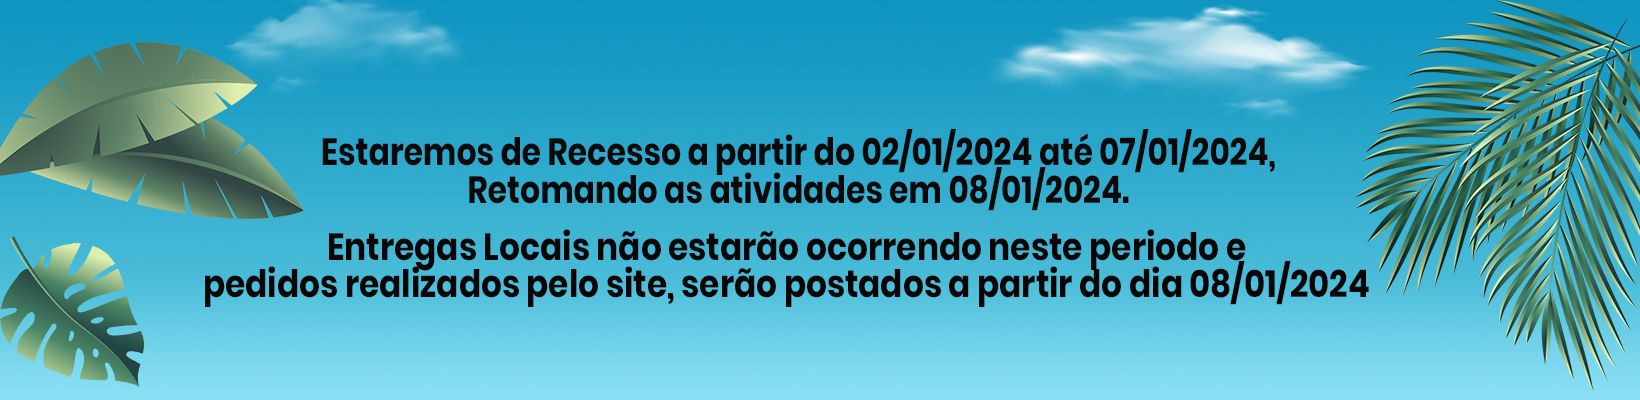 Estaremos de Recesso a partir do 02/01/2024 até 07/01/2024,
Retomando as atividades em 08/01/2024.
Entregas Locais não estarão ocorrendo neste periodo e
pedidos realizados pelo site, serão postados a partir do dia 08/01/2024